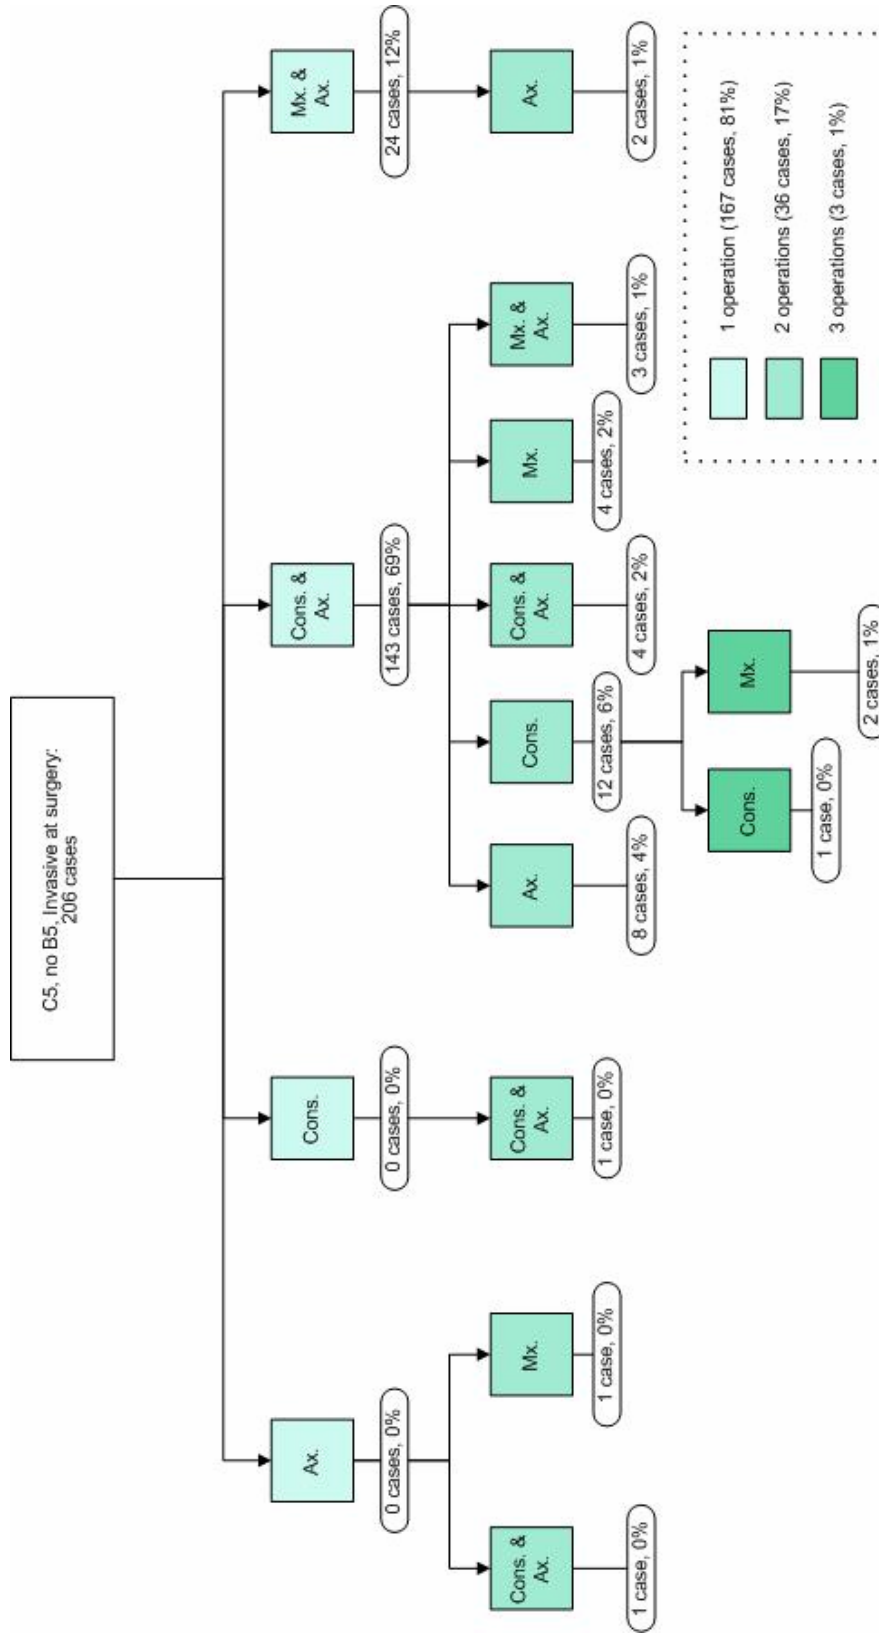 C5, no B5, Invasive at surgery:
206 cases
Ax.
Cons.
Cons. &
Ax.
Mx. &
Ax.
0 cases, 0%
0 cases, 0%
143 cases, 69%
24 cases, 12%
Cons. &
Ax.
Mx.
Cons. &
Ax.
Ax.
Cons.
Cons. &
Ax.
Mx.
Mx. &
Ax.
Ax.
1 case, 0%
1 case, 0%
1 case, 0%
8 cases, 4%
12 cases, 6%
4 cases, 2%
4 cases, 2%
3 cases, 1%
2 cases, 1%
Cons.
Mx.
1 case, 0%
2 cases, 1%
1 operation (167 cases, 81%)
2 operations (36 cases, 17%)
3 operations (3 cases, 1%)